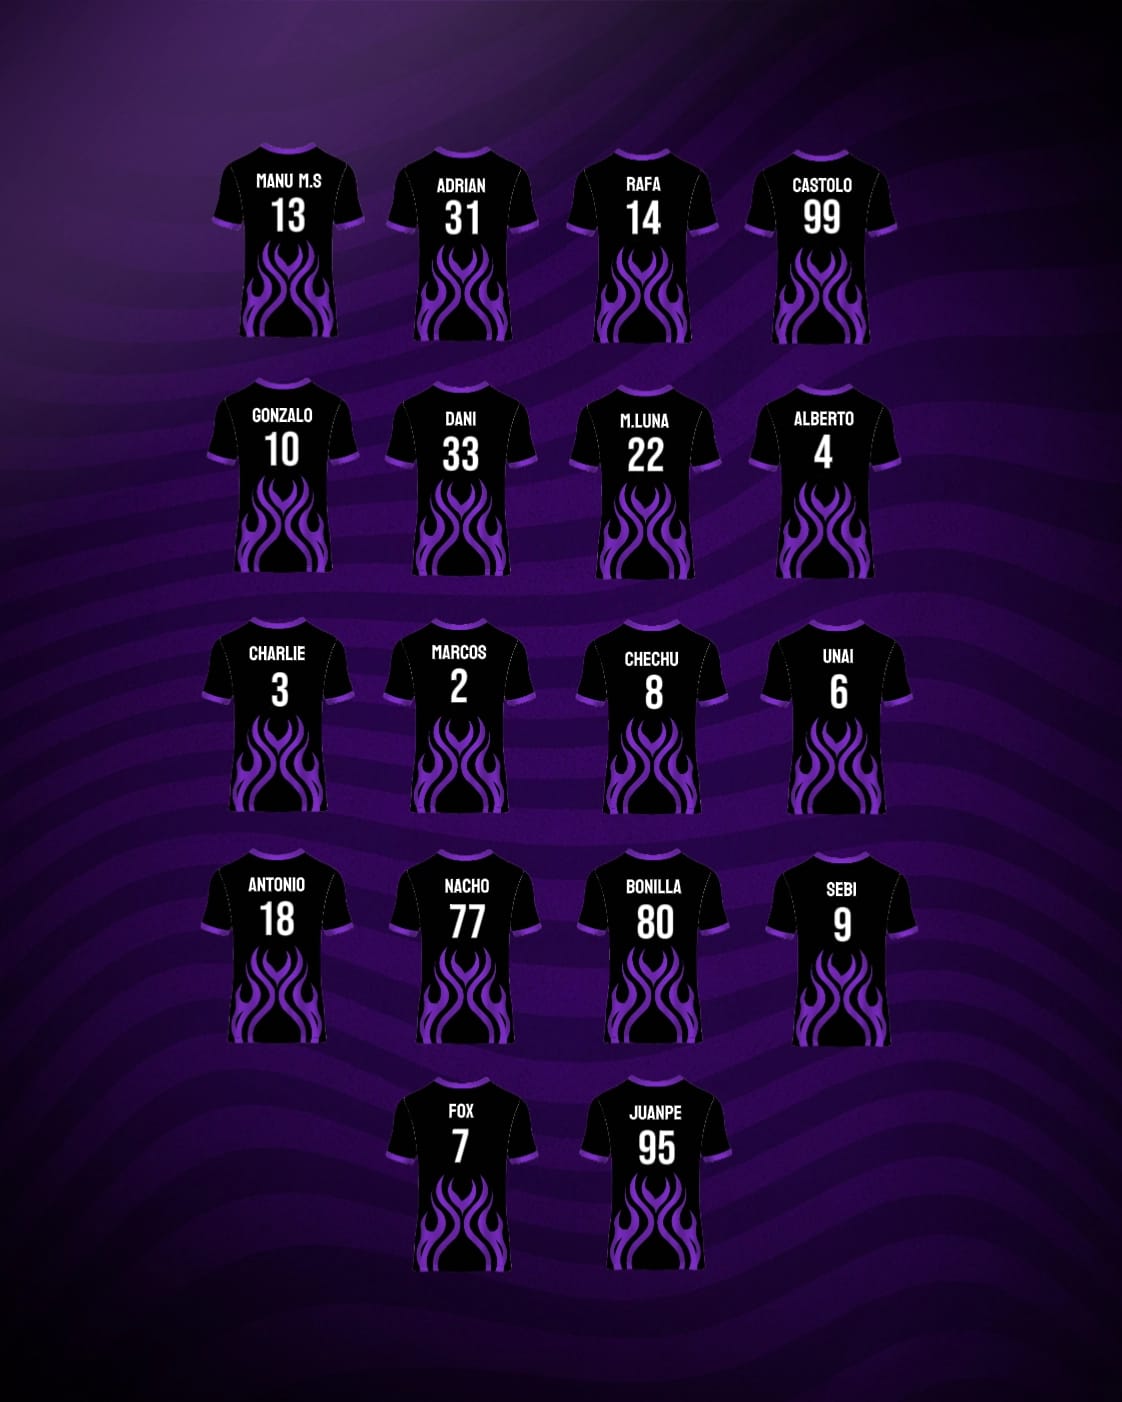 MANU M.S
13
ADRIAN
31
RAFA
14
CASTOLO
99
GONZALO
10
DANI
33
M.LUNA
22
ALBERTO
4
CHARLIE
3
MARCOS
2
CHECHU
8
UNAI
6
ANTONIO
18
NACHO
77
BONILLA
80
SEBI
9
FOX
7
JUANPE
95